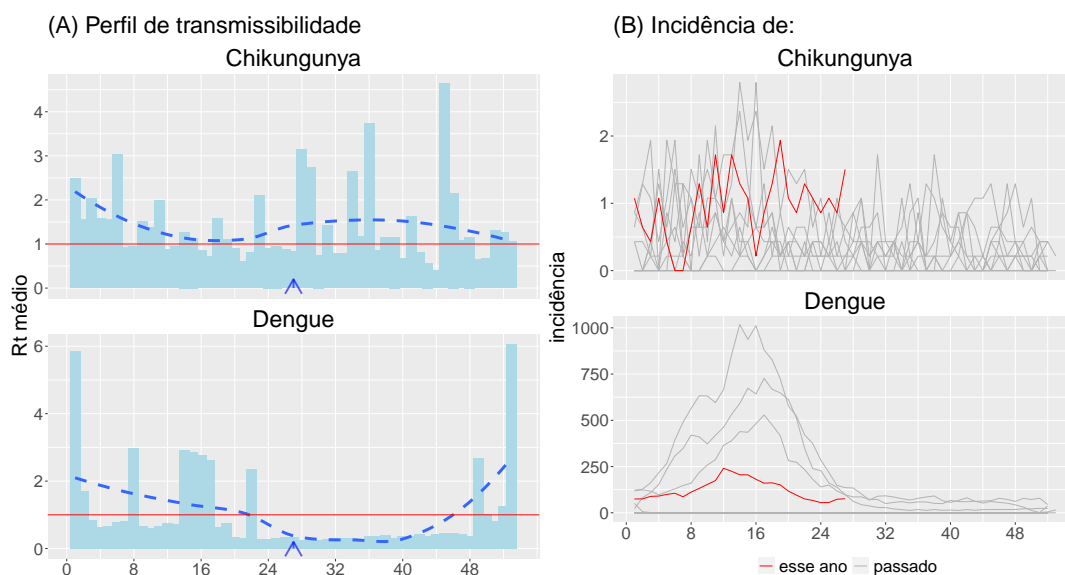 (A) Perfil de transmissibilidade
Chikungunya
4
3
2
1
0
Dengue
6
4
2
0
0 8 16 24 32 40 48
Rt médio
(B) Incidência de:
Chikungunya
2
1
0
Dengue
1000
750
500
250
0
0 8 16 24 32 40 48
incidência
esse ano passado